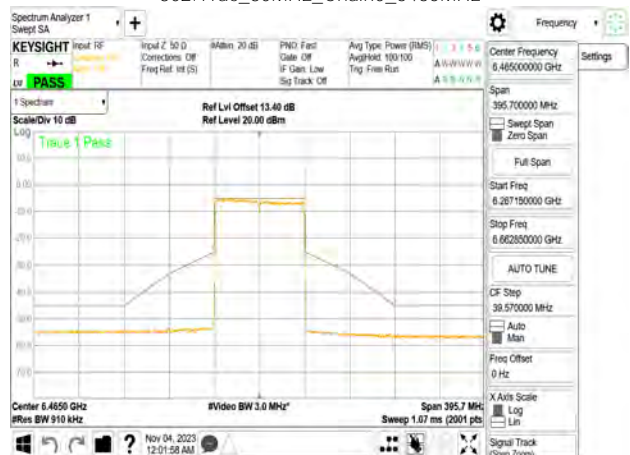 Spectrum Analyzer 1
Swept SA
+
Frequency
KEYSIGHT
Input: RF
Input Z: 50 Ω
Corrections: Off
Freq Ref: Int (S)
#Atten: 20 dB
PNO: Fast
Gate: Off
IF Gain: Low
Sig Track: Off
Avg Type: Power (RMS)
Avg|Hold: 100/100
Trig: Free Run
PASS
1 Spectrum
Scale/Div 10 dB
Log
Ref Lvl Offset 13.40 dB
Ref Level 20.00 dBm
Trace 1 Pass
Center 6.4650 GHz
#Res BW 910 kHz
#Video BW 3.0 MHz*
Span 395.7 MHz
Sweep 1.07 ms (2001 pts
Nov 04, 2023
12:01:58 AM
Center Frequency
6.465000000 GHz
Settings
Span
395.700000 MHz
Swept Span
Zero Span
Full Span
Start Freq
6.267150000 GHz
Stop Freq
6.662850000 GHz
AUTO TUNE
CF Step
39.570000 MHz
Auto
Man
Freq Offset
0 Hz
X Axis Scale
Log
Lin
Signal Track